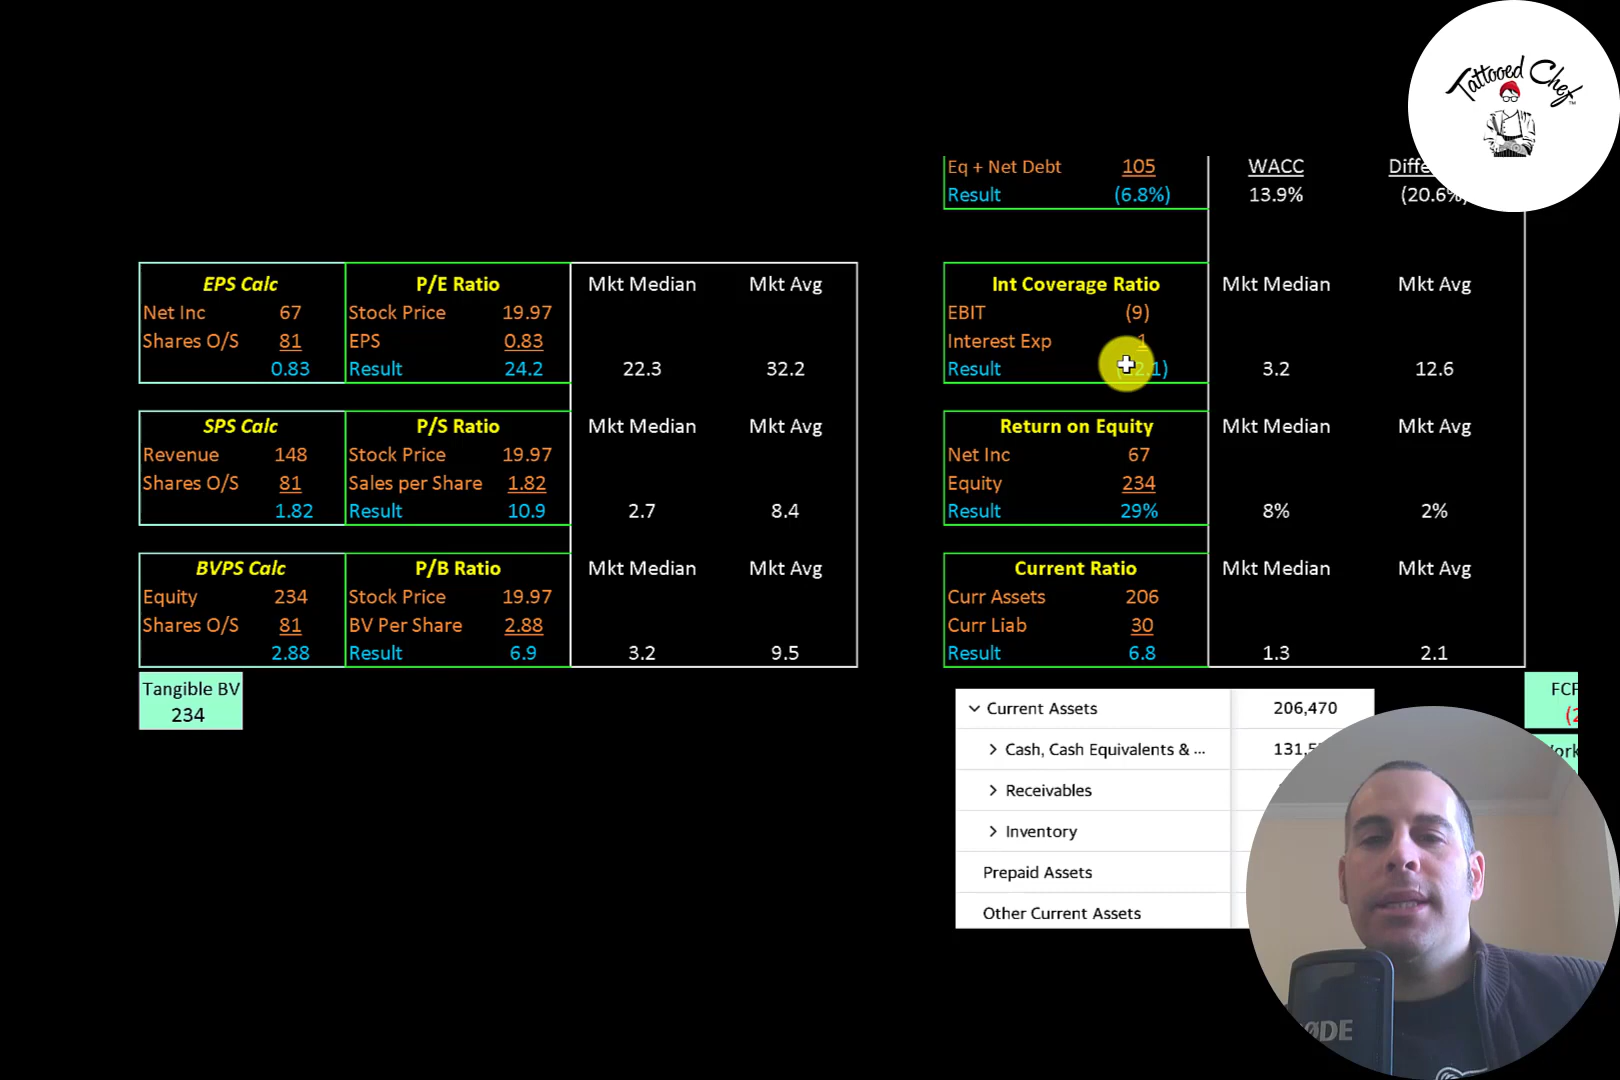 Tattooed Chef™
Eq + Net Debt 105 WACC
Result (6.8%) 13.9% (20.6%)
EPS Calc P/E Ratio Mkt Median Mkt Avg
Net Inc 67 Stock Price 19.97
Shares O/S 81 EPS 0.83
0.83 Result 24.2 22.3 32.2
Int Coverage Ratio Mkt Median Mkt Avg
EBIT (9)
Interest Exp 1
Result 3.2 12.6
SPS Calc P/S Ratio Mkt Median Mkt Avg
Revenue 148 Stock Price 19.97
Shares O/S 81 Sales per Share 1.82
1.82 Result 10.9 2.7 8.4
Return on Equity Mkt Median Mkt Avg
Net Inc 67
Equity 234
Result 29% 8% 2%
BVPS Calc P/B Ratio Mkt Median Mkt Avg
Equity 234 Stock Price 19.97
Shares O/S 81 BV Per Share 2.88
2.88 Result 6.9 3.2 9.5
Current Ratio Mkt Median Mkt Avg
Curr Assets 206
Curr Liab 30
Result 6.8 1.3 2.1
Tangible BV
234
Current Assets 206,470
Cash, Cash Equivalents & ...
Receivables
Inventory
Prepaid Assets
Other Current Assets